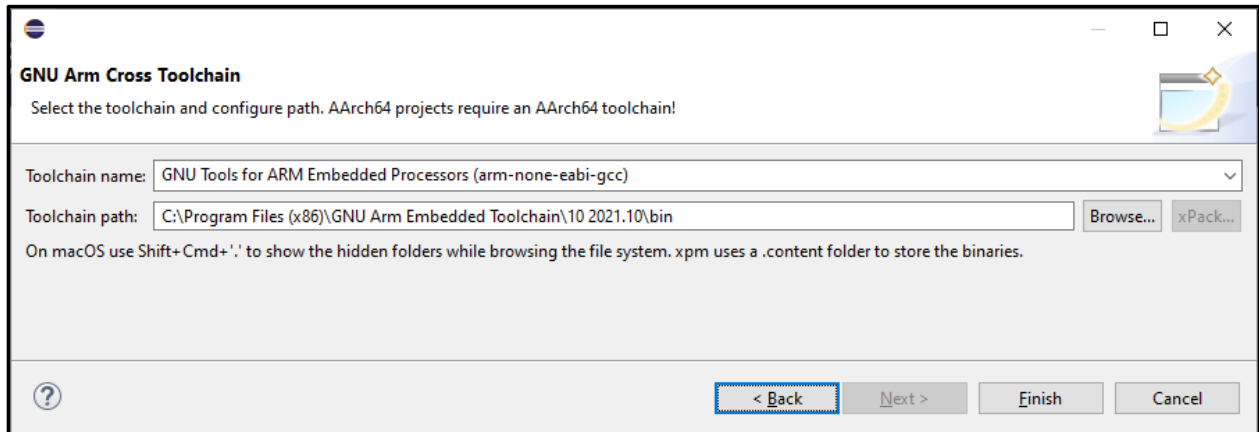 GNU Arm Cross Toolchain
Select the toolchain and configure path. AArch64 projects require an AArch64 toolchain!
Toolchain name: GNU Tools for ARM Embedded Processors (arm-none-eabi-gcc)
Toolchain path: C:\Program Files (x86)\GNU Arm Embedded Toolchain\10 2021.10\bin Browse... xPack...
On macOS use Shift+Cmd+'.' to show the hidden folders while browsing the file system. xpm uses a .content folder to store the binaries.
? < Back Next > Finish Cancel